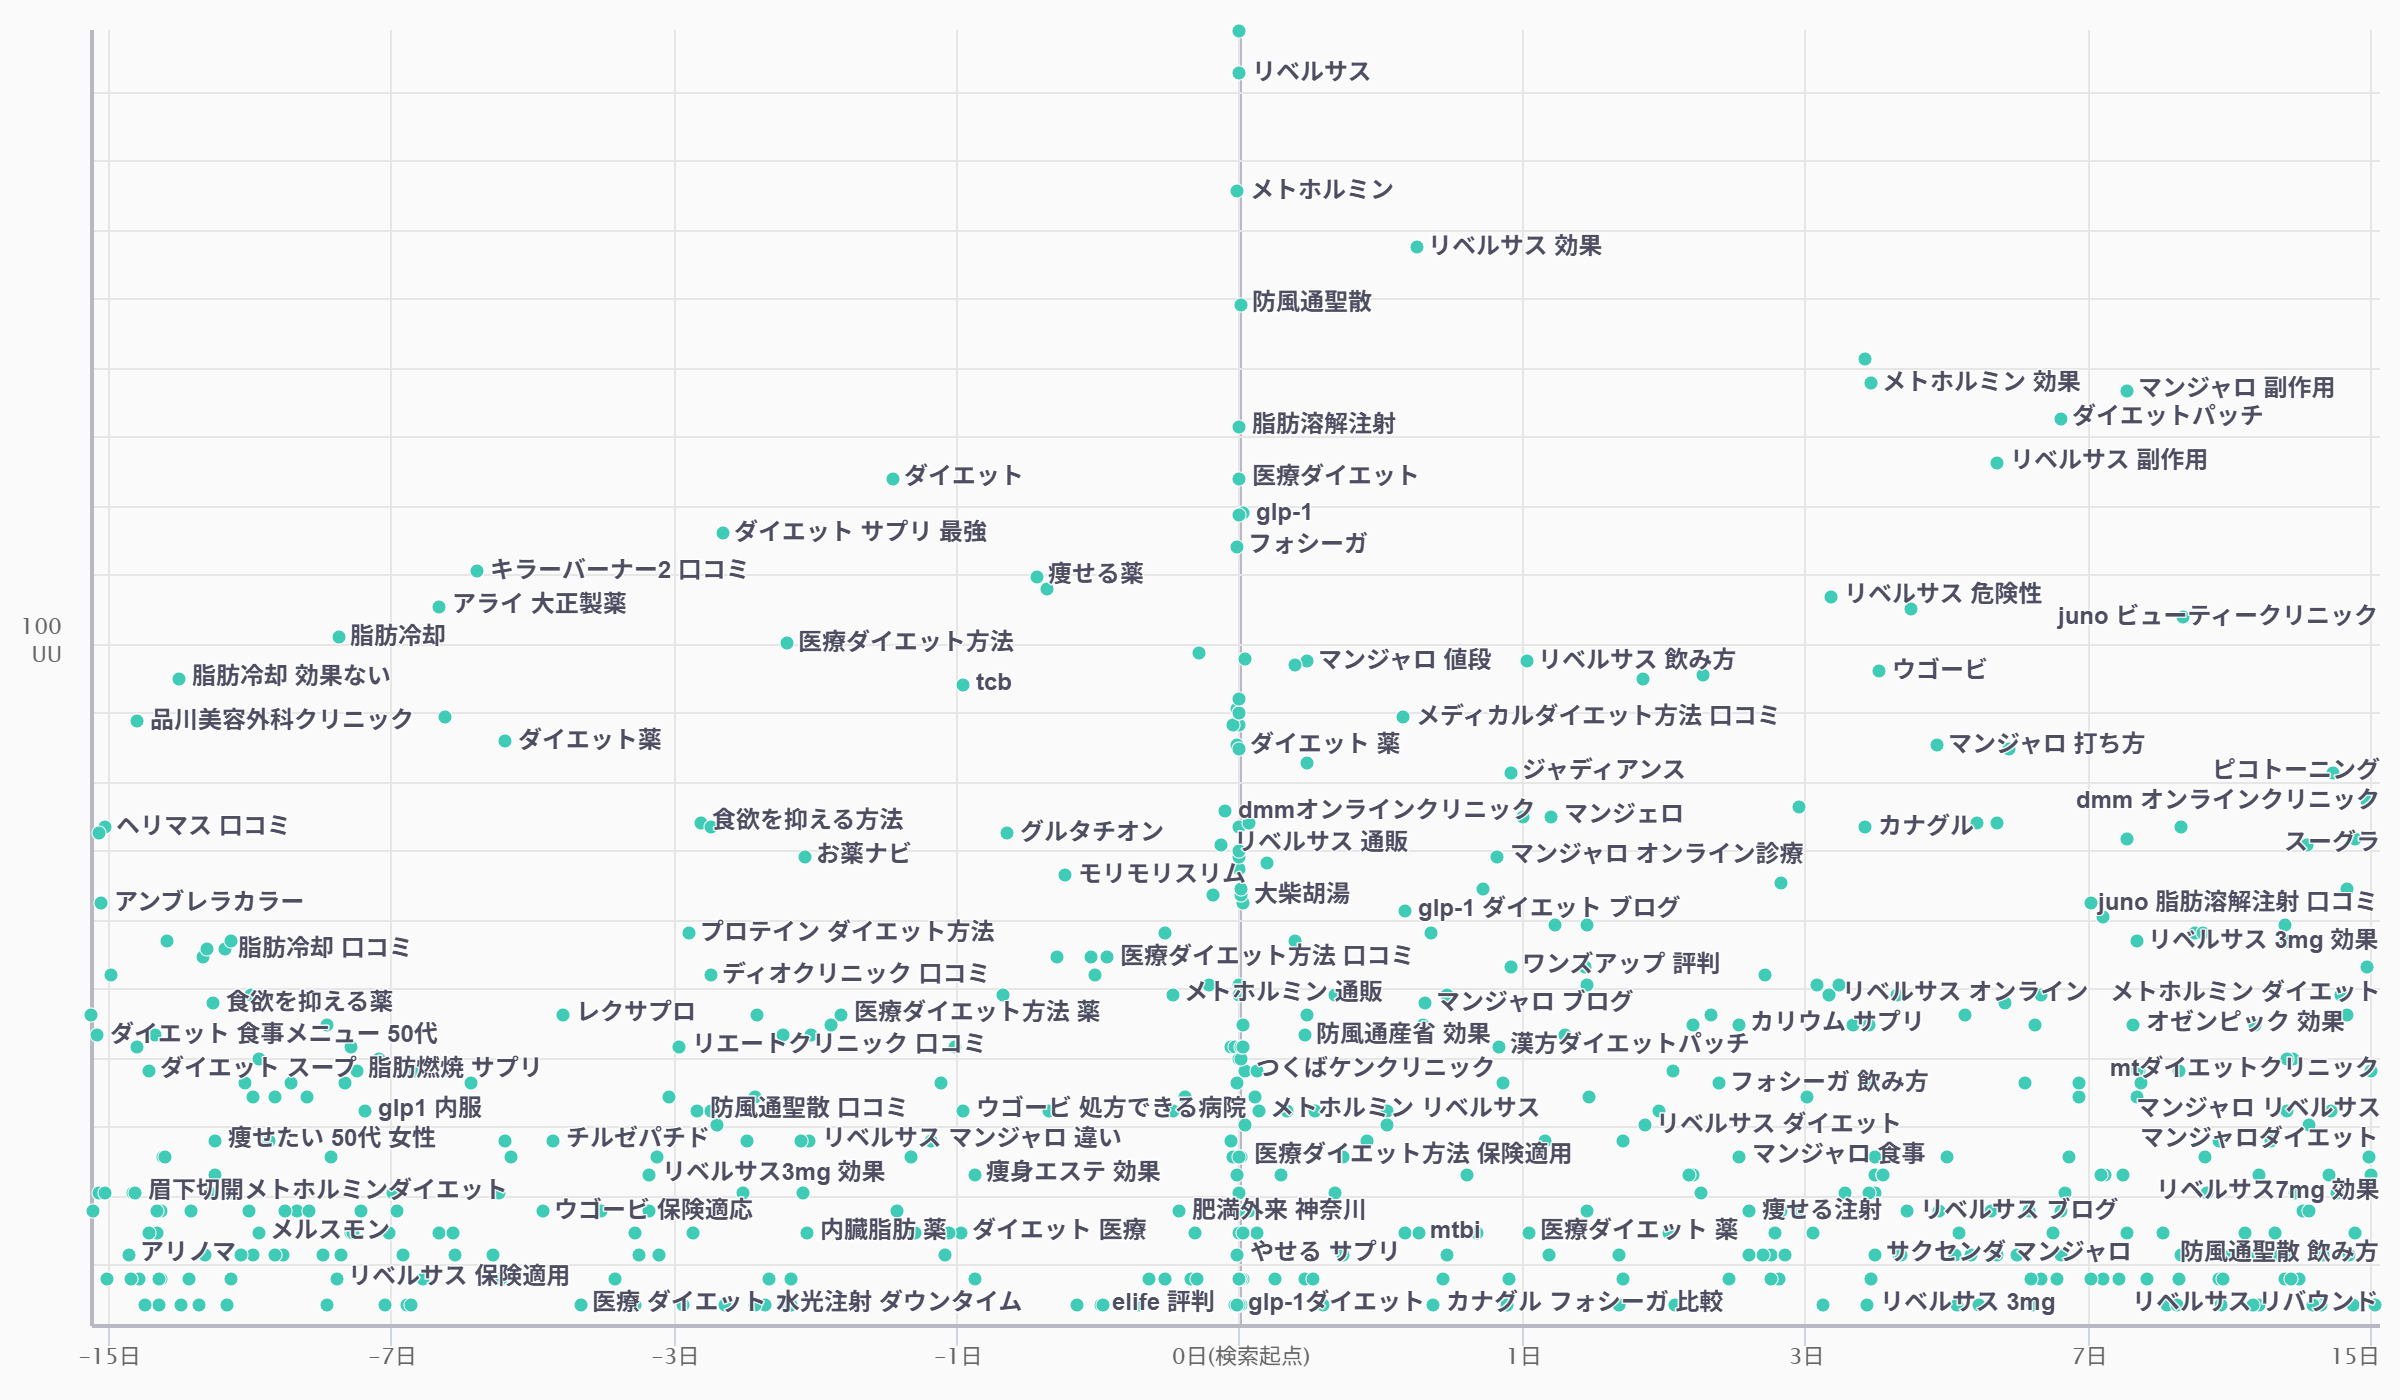 リベルサス
メトホルミン
リベルサス 効果
防風通聖散
メトホルミン 効果
マンジャロ 副作用
ダイエットパッチ
脂肪溶解注射
リベルサス 副作用
ダイエット
医療ダイエット
glp-1
ダイエット サプリ 最強
フォシーガ
キラーバーナー2 口コミ
痩せる薬
リベルサス 危険性
アライ 大正製薬
juno ビューティークリニック
100
UU
脂肪冷却
医療ダイエット方法
マンジャロ 値段
リベルサス 飲み方
ウゴービ
脂肪冷却 効果ない
tcb
品川美容外科クリニック
メディカルダイエット方法 口コミ
ダイエット薬
ダイエット 薬
マンジャロ 打ち方
ジャディアンス
ピコトーニング
dmm オンラインクリニック
dmmオンラインクリニック
マンジェロ
ヘリマス 口コミ
食欲を抑える方法
グルタチオン
カナグル
リベルサス 通販
スーグラ
お薬ナビ
マンジャロ オンライン診療
モリモリスリム
大柴胡湯
アンブレラカラー
glp-1 ダイエット ブログ
juno 脂肪溶解注射 口コミ
プロテイン ダイエット方法
脂肪冷却 口コミ
医療ダイエット方法 口コミ
リベルサス 3mg 効果
ワンズアップ 評判
ディオクリニック 口コミ
食欲を抑える薬
メトホルミン 通販
マンジャロ ブログ
リベルサス オンライン
メトホルミン ダイエット
レクサプロ
医療ダイエット方法 薬
カリウム サプリ
オゼンピック 効果
ダイエット 食事メニュー 50代
リエートクリニック 口コミ
防風通産省 効果
漢方ダイエットパッチ
ダイエット スープ
脂肪燃焼 サプリ
つくばケンクリニック
mtダイエットクリニック
フォシーガ 飲み方
glp1 内服
防風通聖散 口コミ
ウゴービ 処方できる病院
メトホルミン リベルサス
マンジャロ リベルサス
リベルサス ダイエット
痩せたい 50代 女性
チルゼパチド
リベルサス マンジャロ 違い
マンジャロダイエット
医療ダイエット方法 保険適用
マンジャロ 食事
リベルサス3mg 効果
痩身エステ 効果
眉下切開
メトホルミンダイエット
リベルサス7mg 効果
ウゴービ 保険適応
肥満外来 神奈川
痩せる注射
リベルサス ブログ
メルスモン
内臓脂肪 薬
ダイエット 医療
mtbi
医療ダイエット 薬
アリノマ
やせる サプリ
サクセンダ マンジャロ
防風通聖散 飲み方
リベルサス 保険適用
医療 ダイエット
水光注射 ダウンタイム
elife 評判
glp-1ダイエット
カナグル フォシーガ 比較
リベルサス 3mg
リベルサス リバウンド
-15日
-7日
-3日
-1日
0日(検索起点)
1日
3日
7日
15日